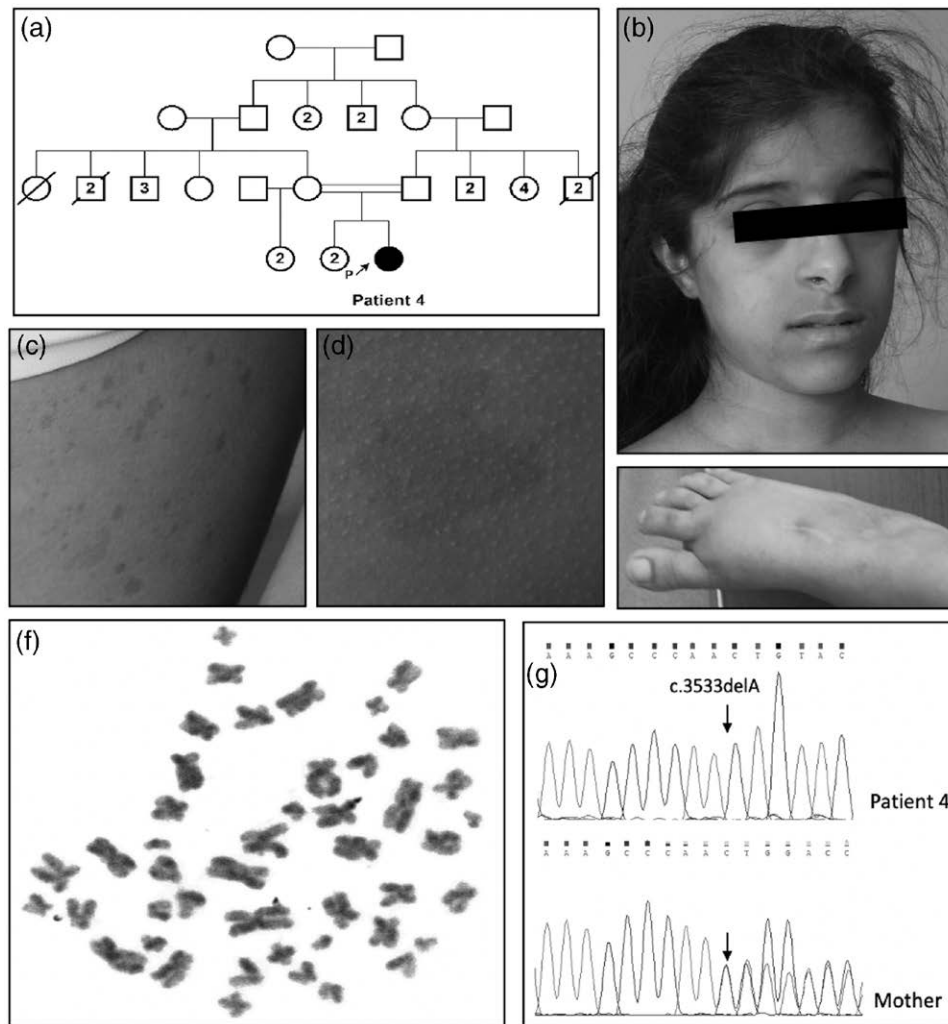 (a)
2
2
2
3
2
4
2
2
2
P
Patient 4
(b)
(c)
(d)
(f)
(g)
A A A G C C C A A C T G T A C
c.3533delA
Patient 4
A A A G C C C A A C T G G A C C
Mother